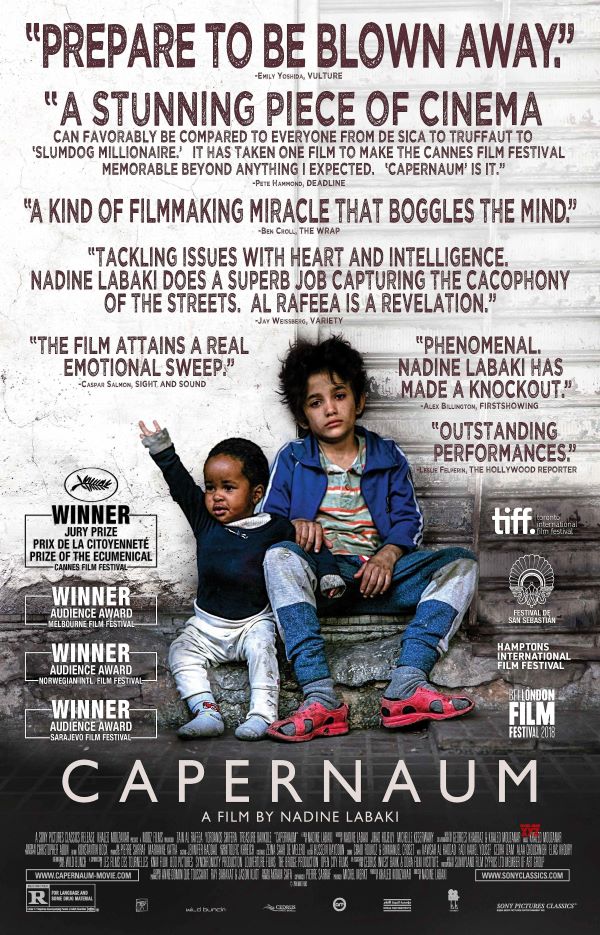 “PREPARE TO BE BLOWN AWAY.”
-EMILY YOSHIDA, VULTURE
“A STUNNING PIECE OF CINEMA
CAN FAVORABLY BE COMPARED TO EVERYONE FROM DE SICA TO TRUFFAUT TO
‘SLUMDOG MILLIONAIRE.’ IT HAS TAKEN ONE FILM TO MAKE THE CANNES FILM FESTIVAL
MEMORABLE BEYOND ANYTHING I EXPECTED. ‘CAPERNAUM’ IS IT.”
-PETE HAMMOND, DEADLINE
“A KIND OF FILMMAKING MIRACLE THAT BOGGLES THE MIND.”
-BEN CROLL, THE WRAP
“TACKLING ISSUES WITH HEART AND INTELLIGENCE.
NADINE LABAKI DOES A SUPERB JOB CAPTURING THE CACOPHONY
OF THE STREETS. AL RAFEEA IS A REVELATION.”
-JAY WEISSBERG, VARIETY
“THE FILM ATTAINS A REAL
EMOTIONAL SWEEP.”
-CASPAR SALMON, SIGHT AND SOUND
“PHENOMENAL.
NADINE LABAKI HAS
MADE A KNOCKOUT.”
-ALEX BILLINGTON, FIRSTSHOWING
“OUTSTANDING
PERFORMANCES.”
-LESLIE FELPERIN, THE HOLLYWOOD REPORTER
WINNER
JURY PRIZE
PRIX DE LA CITOYENNETÉ
PRIZE OF THE ECUMENICAL
CANNES FILM FESTIVAL
WINNER
AUDIENCE AWARD
MELBOURNE FILM FESTIVAL
WINNER
AUDIENCE AWARD
NORWEGIAN INTL. FILM FESTIVAL
WINNER
AUDIENCE AWARD
SARAJEVO FILM FESTIVAL
tiff.
toronto
international
film festival
FESTIVAL DE
SAN SEBASTIÁN
HAMPTONS
INTERNATIONAL
FILM FESTIVAL
BFI LONDON
FILM
FESTIVAL 2018
CAPERNAUM
A FILM BY NADINE LABAKI
WWW.CAPERNAUM-MOVIE.COM
WWW.SONYCLASSICS.COM
R
FOR LANGUAGE AND
SOME DRUG MATERIAL
wild bunch
CEDRUS
SONY PICTURES CLASSICS